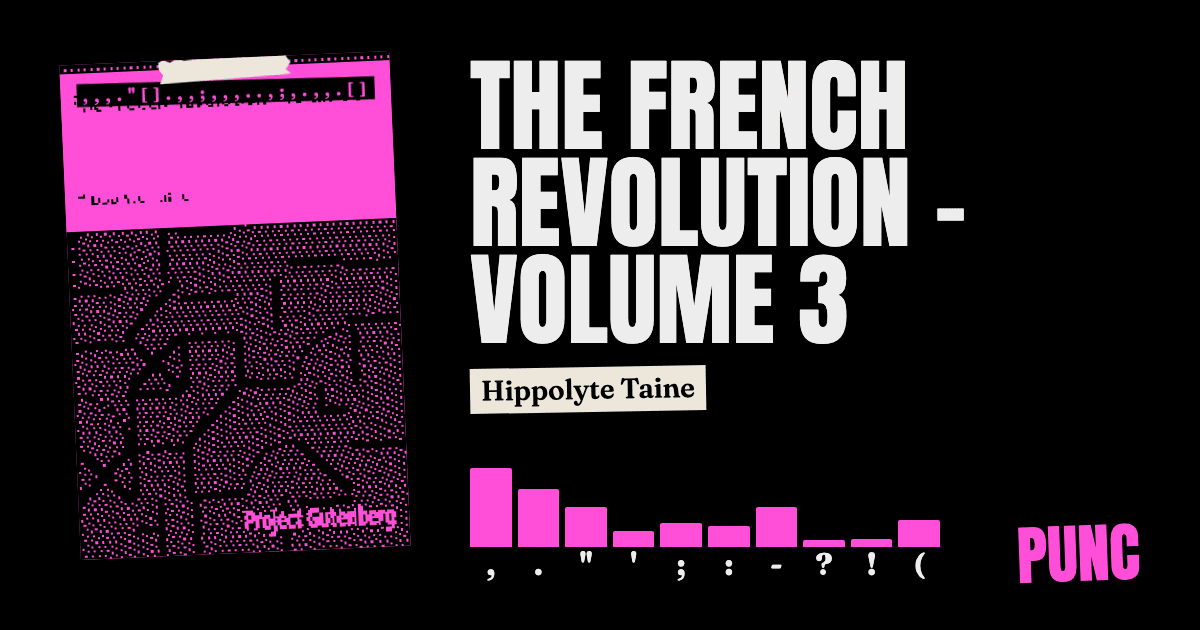 ,,,."[].,,;,,,.,;.,,.[]
Project Gutenberg
THE FRENCH
REVOLUTION -
VOLUME 3
Hippolyte Taine
, . " ' ; : - ? ! (
PUNC